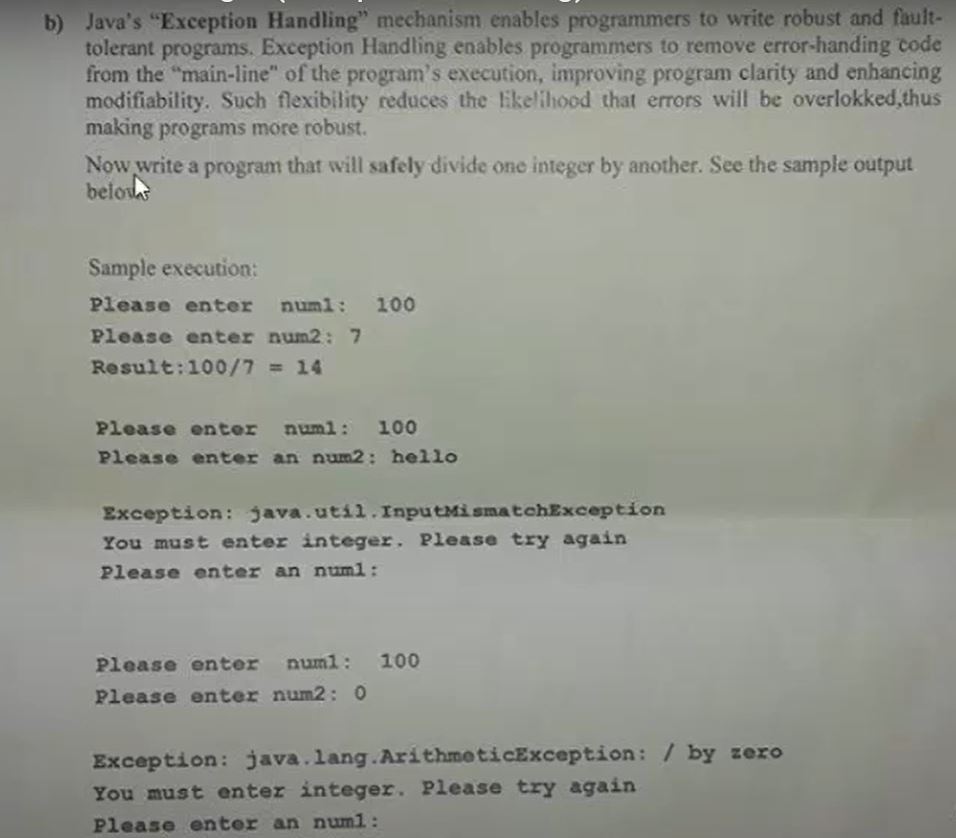 b) Java's "Exception Handling" mechanism enables programmers to write robust and fault-
tolerant programs. Exception Handling enables programmers to remove error-handing code
from the "main-line" of the program's execution, improving program clarity and enhancing
modifiability. Such flexibility reduces the likelihood that errors will be overlokked,thus
making programs more robust.
Now write a program that will safely divide one integer by another. See the sample output
below
Sample execution:
Please enter num1: 100
Please enter num2: 7
Result:100/7 = 14
Please enter num1: 100
Please enter an num2: hello
Exception: java.util.InputMismatchException
You must enter integer. Please try again
Please enter an num1:
Please enter num1: 100
Please enter num2: 0
Exception: java.lang.ArithmeticException: / by zero
You must enter integer. Please try again
Please enter an num1: